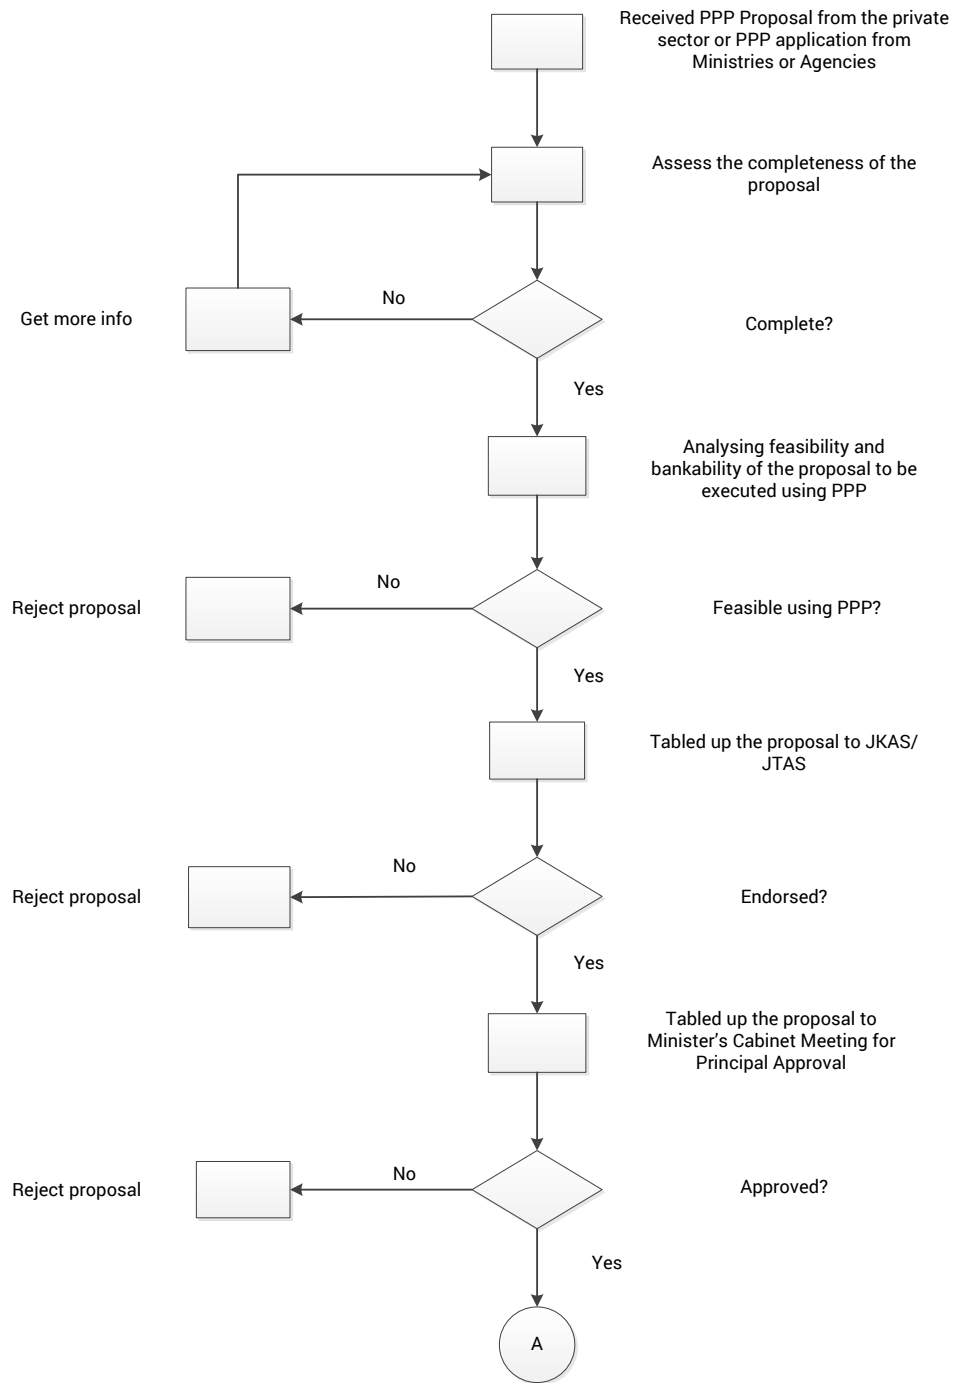 Received PPP Proposal from the private
sector or PPP application from
Ministries or Agencies
Assess the completeness of the
proposal
Get more info
No
Complete?
Yes
Analysing feasibility and
bankability of the proposal to be
executed using PPP
Reject proposal
No
Feasible using PPP?
Yes
Tabled up the proposal to JKAS/
JTAS
Reject proposal
No
Endorsed?
Yes
Tabled up the proposal to
Minister’s Cabinet Meeting for
Principal Approval
Reject proposal
No
Approved?
Yes
A